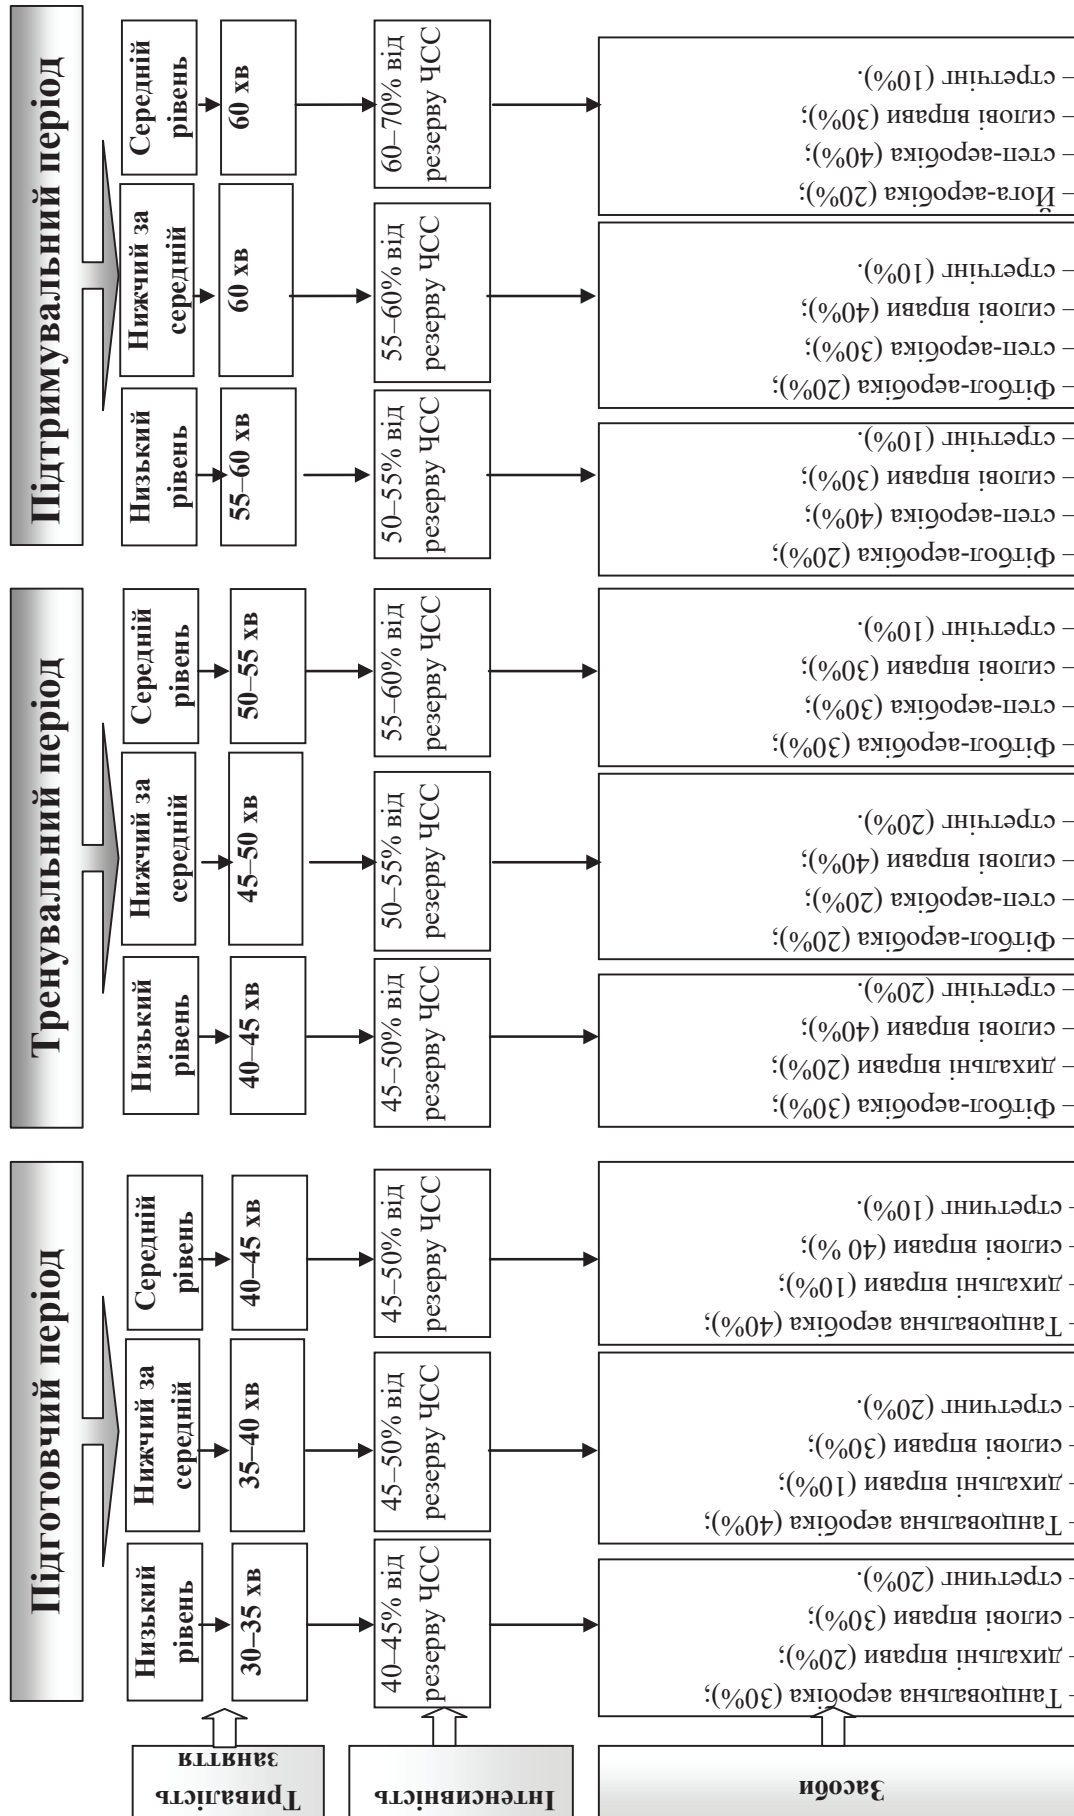 Підготовчий період
Тренувальний період
Підтримувальний період
Низький
рівень
Нижчий за
середній
Середній
рівень
Низький
рівень
Нижчий за
середній
Середній
рівень
Низький
рівень
Нижчий за
середній
Середній
рівень
Тривалість
заняття
30–35 хв
35–40 хв
40–45 хв
40–45 хв
45–50 хв
50–55 хв
55–60 хв
60 хв
60 хв
Інтенсивність
40–45% від
резерву ЧСС
45–50% від
резерву ЧСС
45–50% від
резерву ЧСС
45–50% від
резерву ЧСС
50–55% від
резерву ЧСС
55–60% від
резерву ЧСС
50–55% від
резерву ЧСС
55–60% від
резерву ЧСС
60–70% від
резерву ЧСС
Засоби
– Танцювальна аеробіка (30%);
– дихальні вправи (20%);
– силові вправи (30%);
– стретчинг (20%).
– Танцювальна аеробіка (40%);
– дихальні вправи (10%);
– силові вправи (30%);
– стретчинг (20%).
– Танцювальна аеробіка (40%);
– дихальні вправи (10%);
– силові вправи (40 %);
– стретчинг (10%).
– Фітбол-аеробіка (30%);
– дихальні вправи (20%);
– силові вправи (40%);
– стретчінг (20%).
– Фітбол-аеробіка (20%);
– степ-аеробіка (20%);
– силові вправи (40%);
– стретчінг (20%).
– Фітбол-аеробіка (30%);
– степ-аеробіка (30%);
– силові вправи (30%);
– стретчінг (10%).
– Фітбол-аеробіка (20%);
– степ-аеробіка (40%);
– силові вправи (30%);
– стретчінг (10%).
– Фітбол-аеробіка (20%);
– степ-аеробіка (30%);
– силові вправи (40%);
– стретчінг (10%).
– Йога-аеробіка (20%);
– степ-аеробіка (40%);
– силові вправи (30%);
– стретчінг (10%).